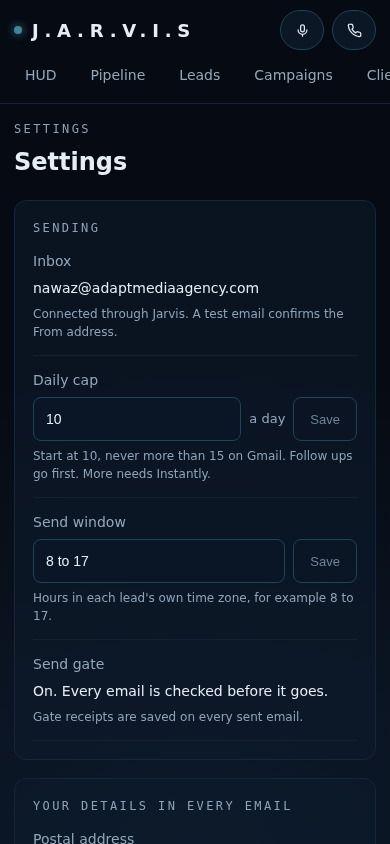 J.A.R.V.I.S
HUD Pipeline Leads Campaigns Clie
SETTINGS
Settings
SENDING
Inbox
nawaz@adaptmediaagency.com
Connected through Jarvis. A test email confirms the
From address.
Daily cap
10 a day Save
Start at 10, never more than 15 on Gmail. Follow ups
go first. More needs Instantly.
Send window
8 to 17 Save
Hours in each lead's own time zone, for example 8 to
17.
Send gate
On. Every email is checked before it goes.
Gate receipts are saved on every sent email.
YOUR DETAILS IN EVERY EMAIL
Postal address